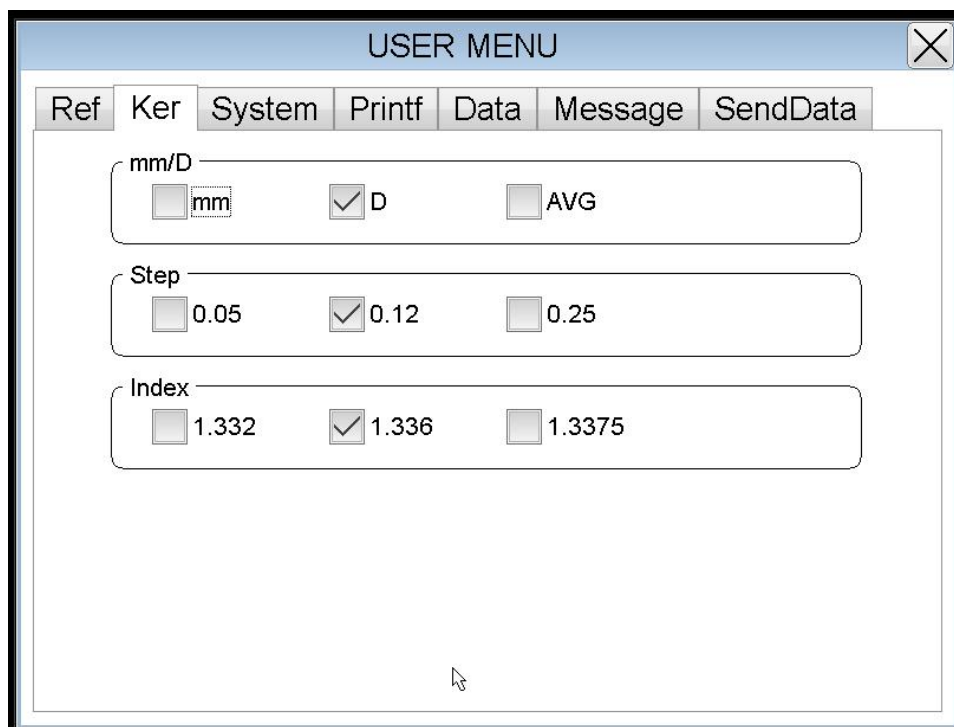 USER MENU
Ref Ker System Printf Data Message SendData
mm/D
mm D AVG
Step
0.05 0.12 0.25
Index
1.332 1.336 1.3375